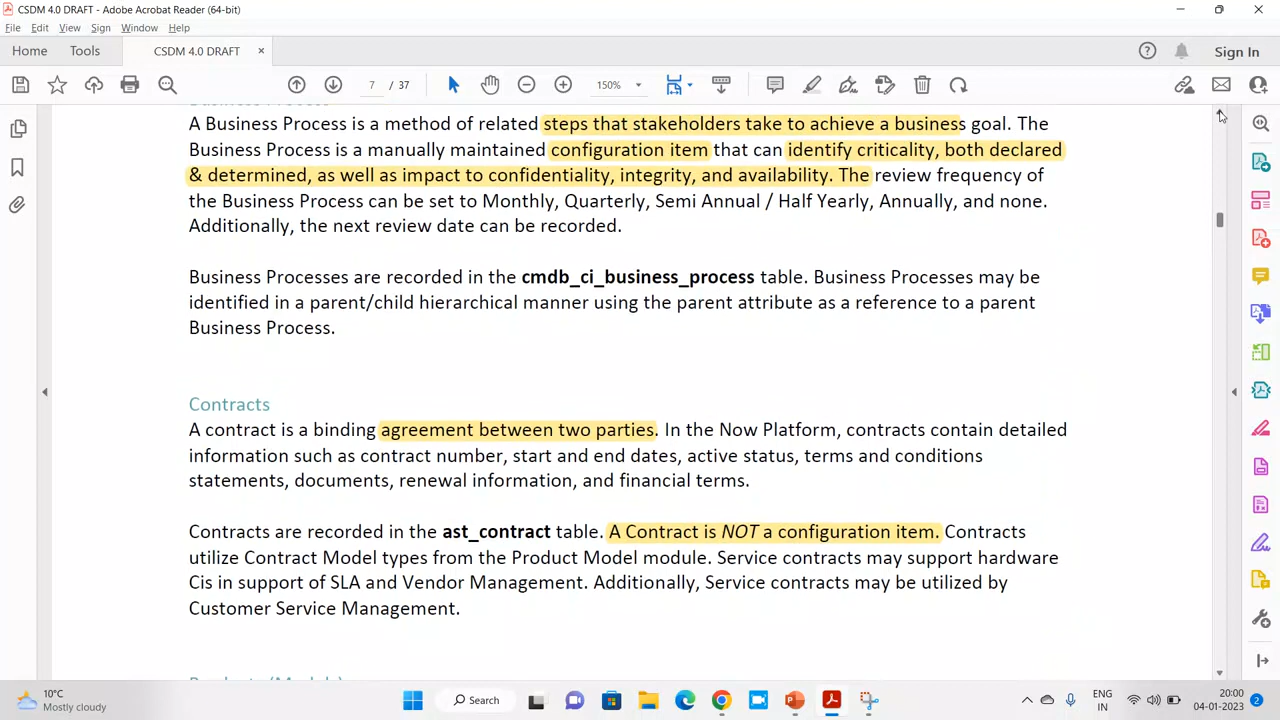 CSDM 4.0 DRAFT - Adobe Acrobat Reader (64-bit)
File Edit View Sign Window Help
Home Tools CSDM 4.0 DRAFT × Sign In
7 / 37 150%
A Business Process is a method of related steps that stakeholders take to achieve a business goal. The
Business Process is a manually maintained configuration item that can identify criticality, both declared
& determined, as well as impact to confidentiality, integrity, and availability. The review frequency of
the Business Process can be set to Monthly, Quarterly, Semi Annual / Half Yearly, Annually, and none.
Additionally, the next review date can be recorded.
Business Processes are recorded in the cmdb_ci_business_process table. Business Processes may be
identified in a parent/child hierarchical manner using the parent attribute as a reference to a parent
Business Process.
Contracts
A contract is a binding agreement between two parties. In the Now Platform, contracts contain detailed
information such as contract number, start and end dates, active status, terms and conditions
statements, documents, renewal information, and financial terms.
Contracts are recorded in the ast_contract table. A Contract is NOT a configuration item. Contracts
utilize Contract Model types from the Product Model module. Service contracts may support hardware
Cis in support of SLA and Vendor Management. Additionally, Service contracts may be utilized by
Customer Service Management.
10°C
Mostly cloudy
Search
ENG
IN
20:00
04-01-2023
2